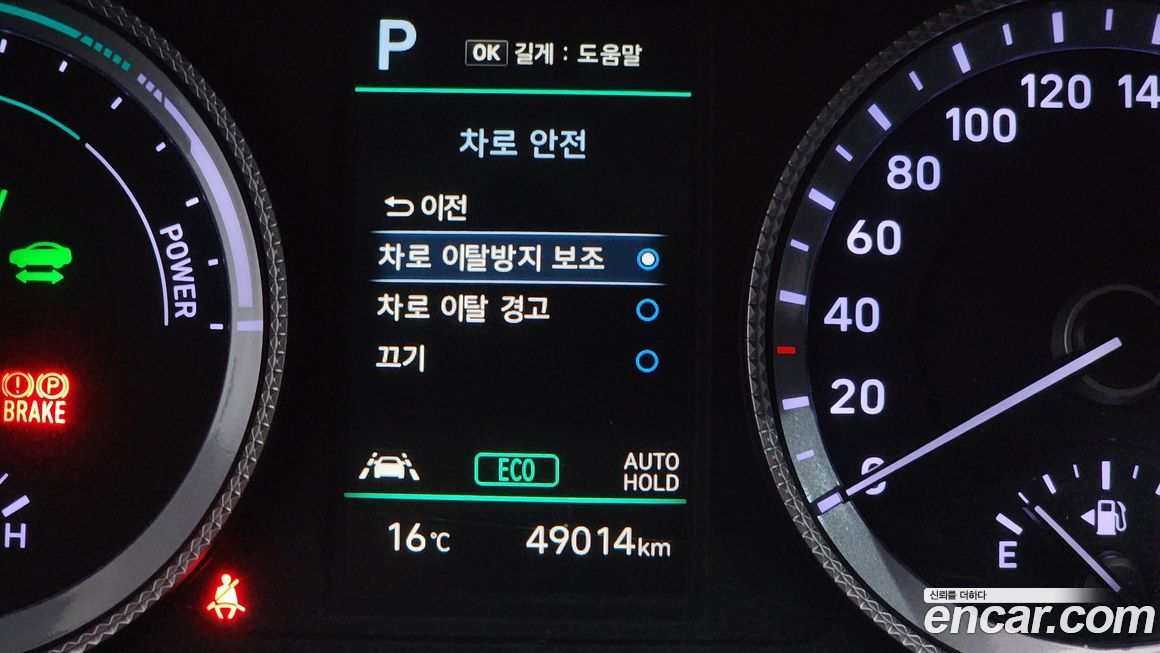 P
OK 길게 : 도움말
차로 안전
이전
차로 이탈방지 보조
차로 이탈 경고
끄기
ECO
AUTO
HOLD
16℃
49014km
POWER
P
BRAKE
H
0
20
40
60
80
100
120
14
E
신뢰를 더하다
encar.com